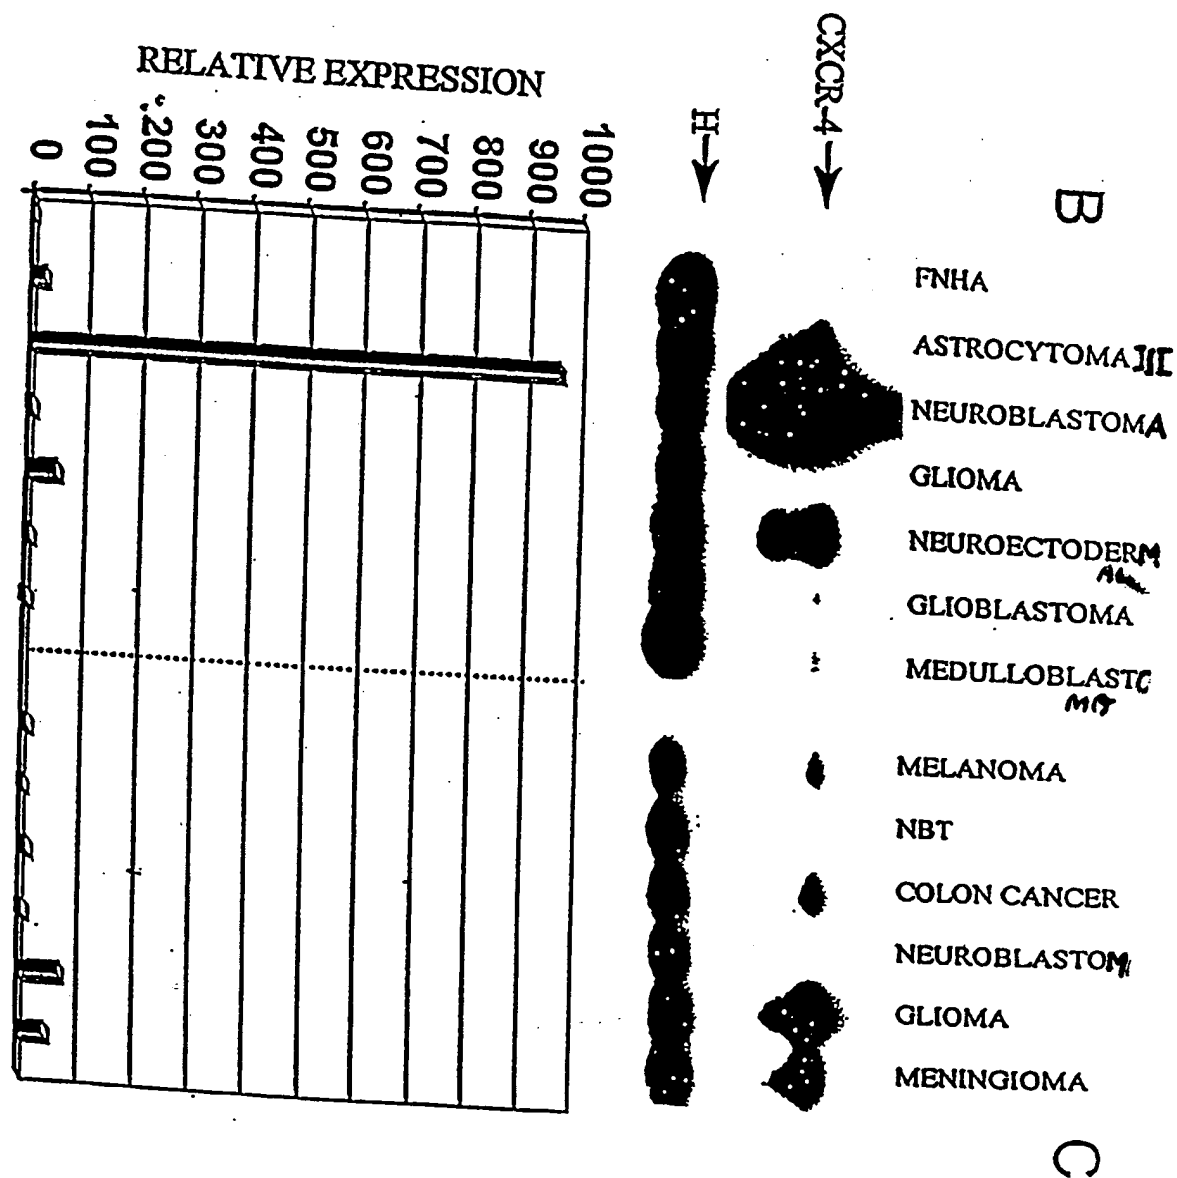 B
FNHA
ASTROCYTOMA III
NEUROBLASTOMA
GLIOMA
NEUROECTODERM
GLIOBLASTOMA
MEDULLOBLASTO
MA
MELANOMA
NBT
COLON CANCER
NEUROBLASTOM
GLIOMA
MENINGIOMA
C
CXCR-4
H
RELATIVE EXPRESSION
1000
900
800
700
600
500
400
300
200
100
0